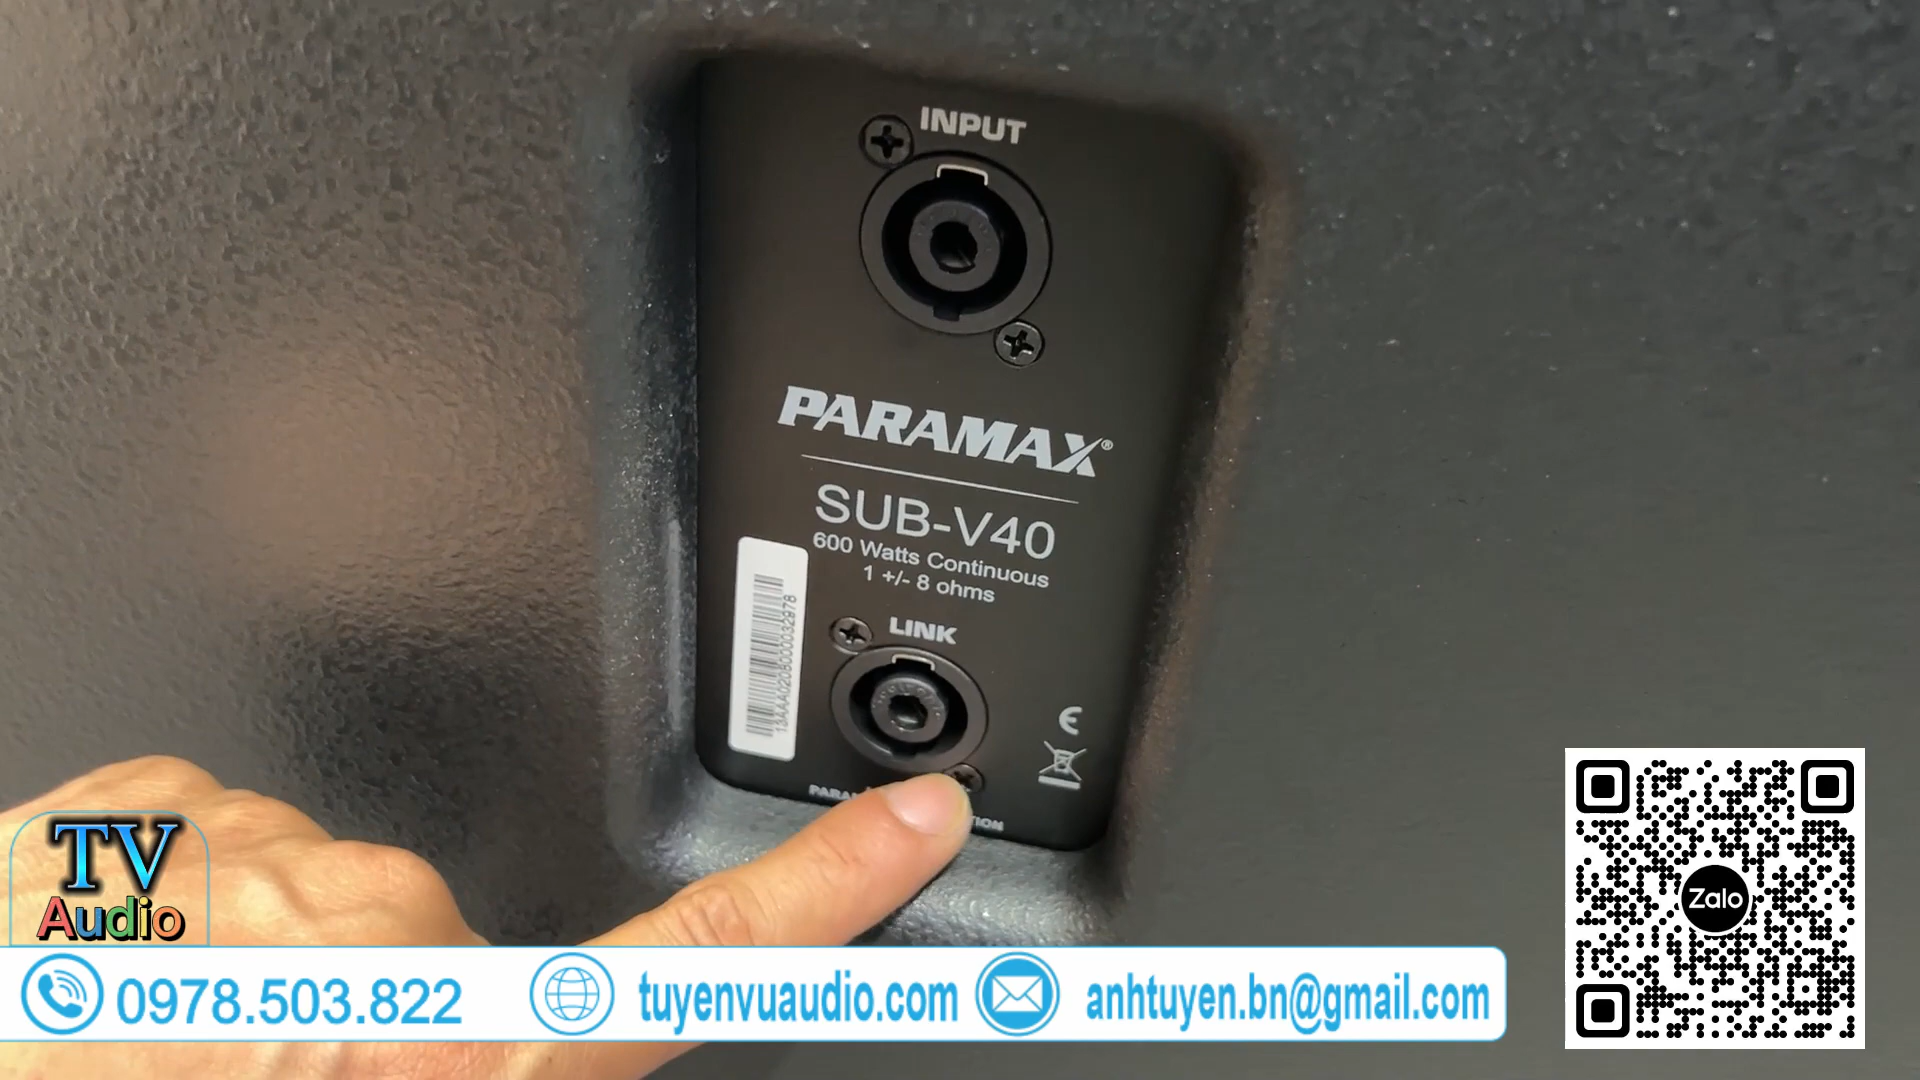 INPUT
PARAMAX®
SUB-V40
600 Watts Continuous
1 +/- 8 ohms
LINK
13AAA02080000032978
TV
Audio
Zalo
0978.503.822
tuyenvuaudio.com
anhtuyen.bn@gmail.com